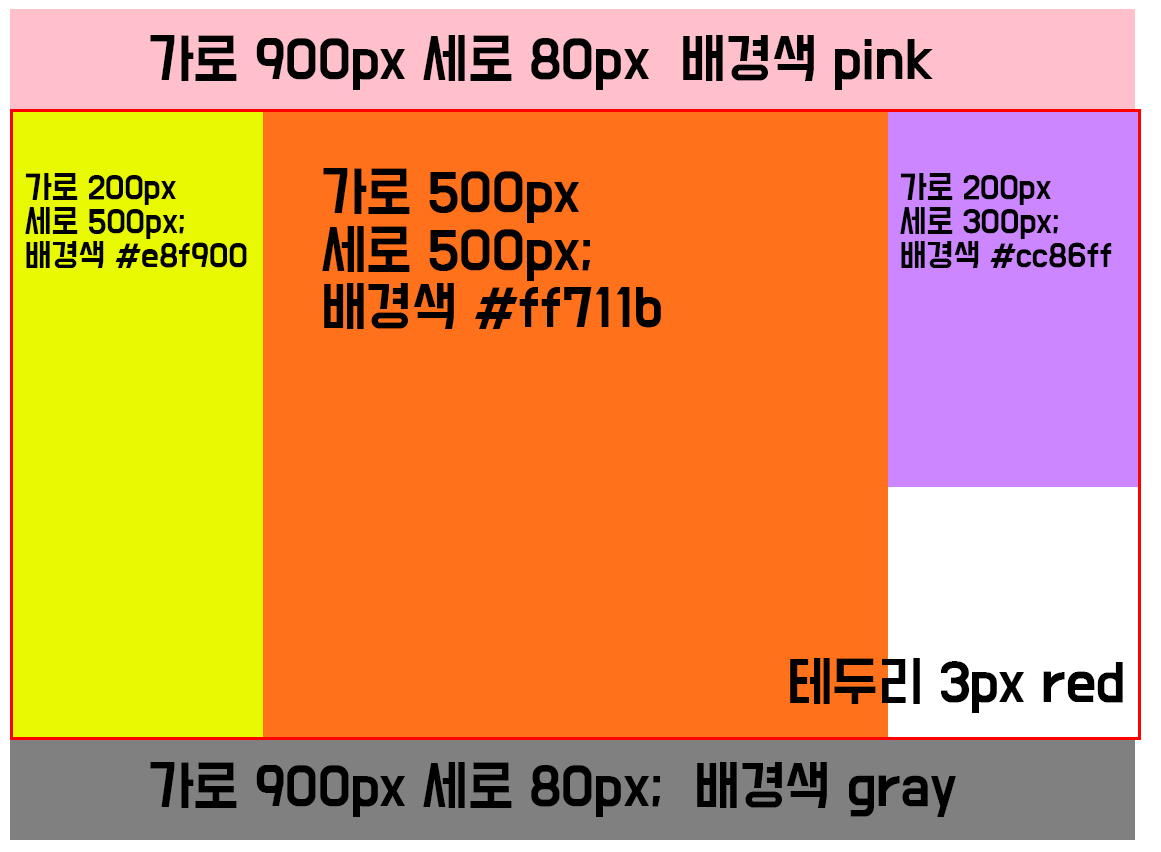 가로 900px 세로 80px 배경색 pink
가로 200px
세로 500px;
배경색 #e8f900
가로 500px
세로 500px;
배경색 #ff711b
가로 200px
세로 300px;
배경색 #cc86ff
테두리 3px red
가로 900px 세로 80px; 배경색 gray